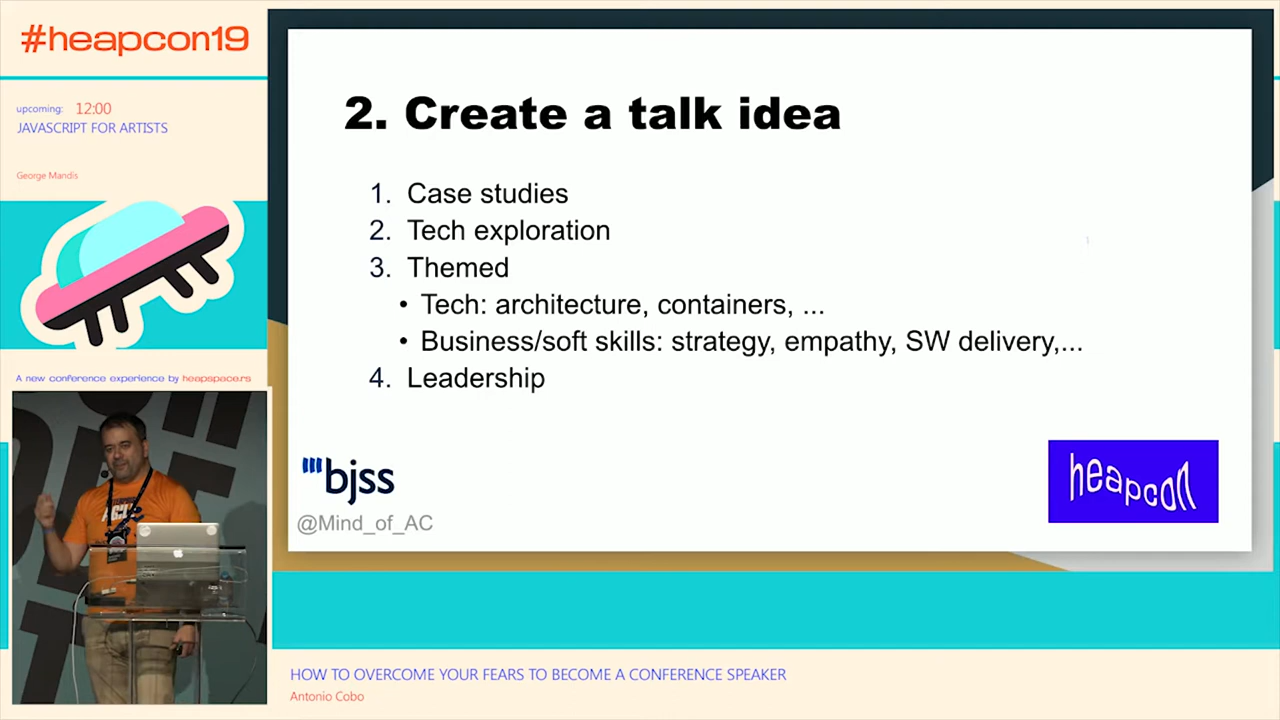 #heapcon19
upcoming: 12:00
JAVASCRIPT FOR ARTISTS
George Mandis
A new conference experience by heapspace.rs
2. Create a talk idea
1. Case studies
2. Tech exploration
3. Themed
• Tech: architecture, containers, ...
• Business/soft skills: strategy, empathy, SW delivery,...
4. Leadership
bjss
@Mind_of_AC
heapcon
HOW TO OVERCOME YOUR FEARS TO BECOME A CONFERENCE SPEAKER
Antonio Cobo